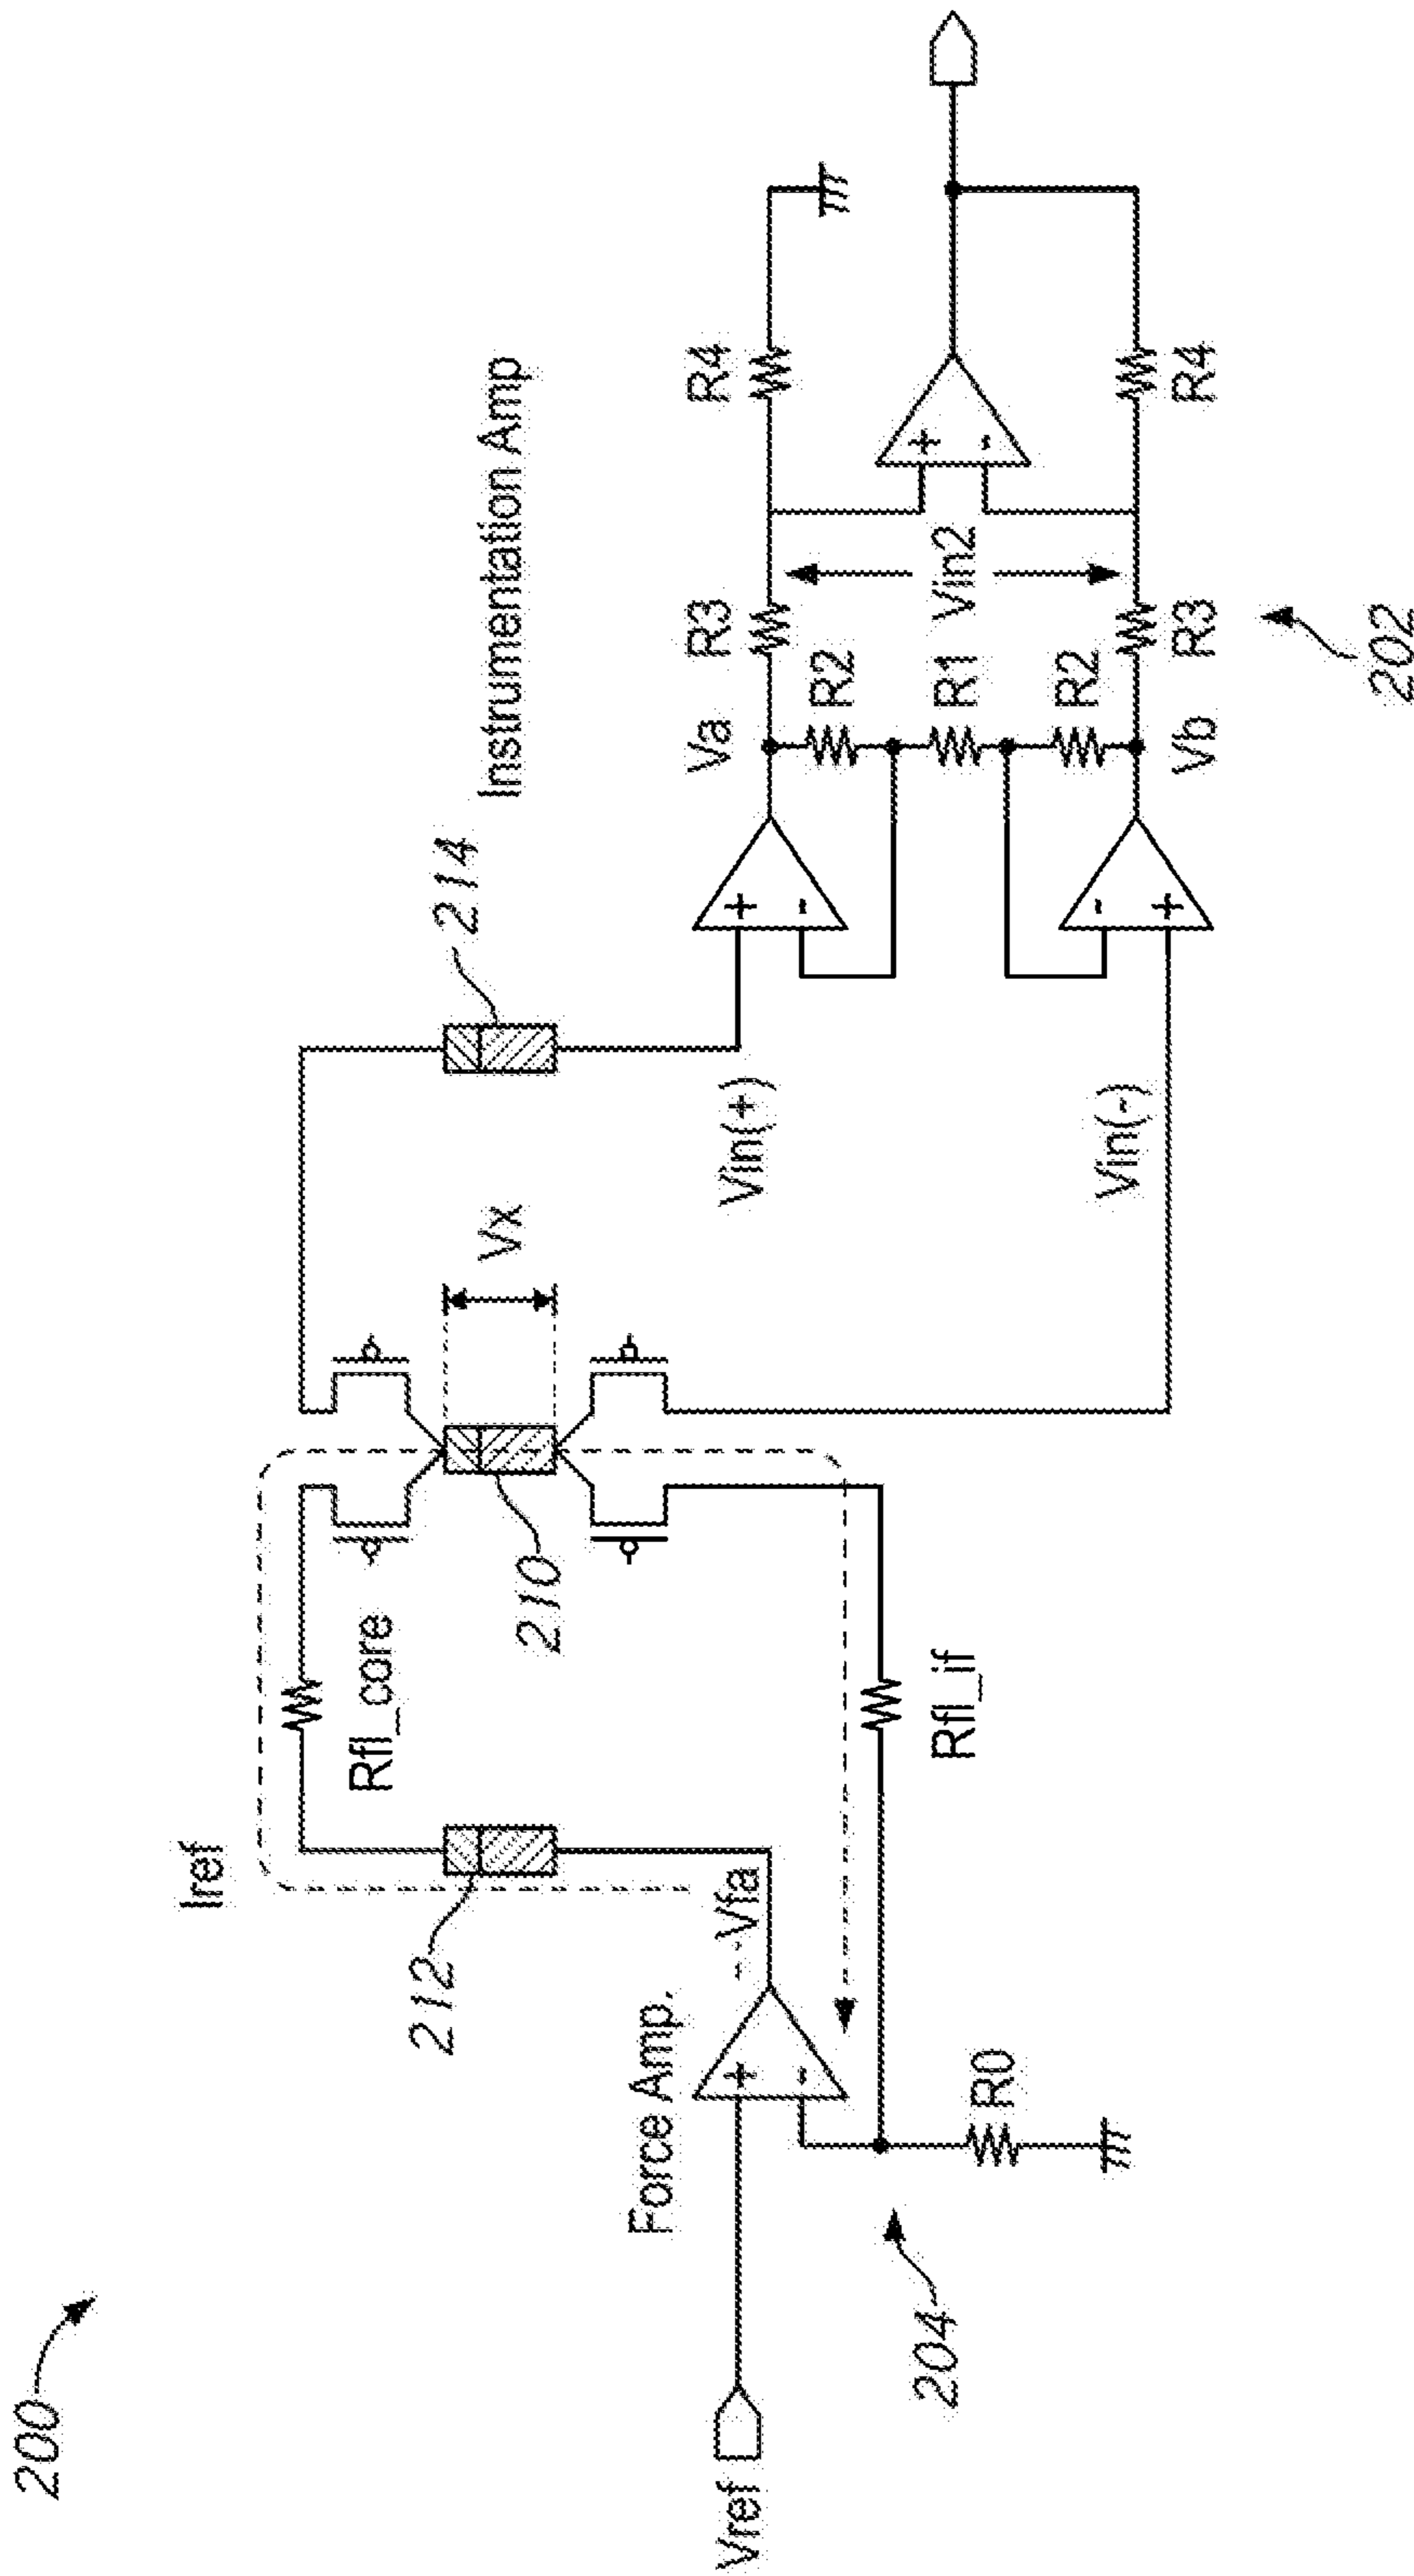 200
Iref
212
Rfl_core
210
Vx
214
Instrumentation Amp
Force Amp.
Vfa
Vref
+
-
Rfl_if
R0
204
Vin(+)
Vin(-)
+
-
-
+
Va
Vb
R2
R1
R2
R3
R3
Vin2
+
-
R4
R4
202